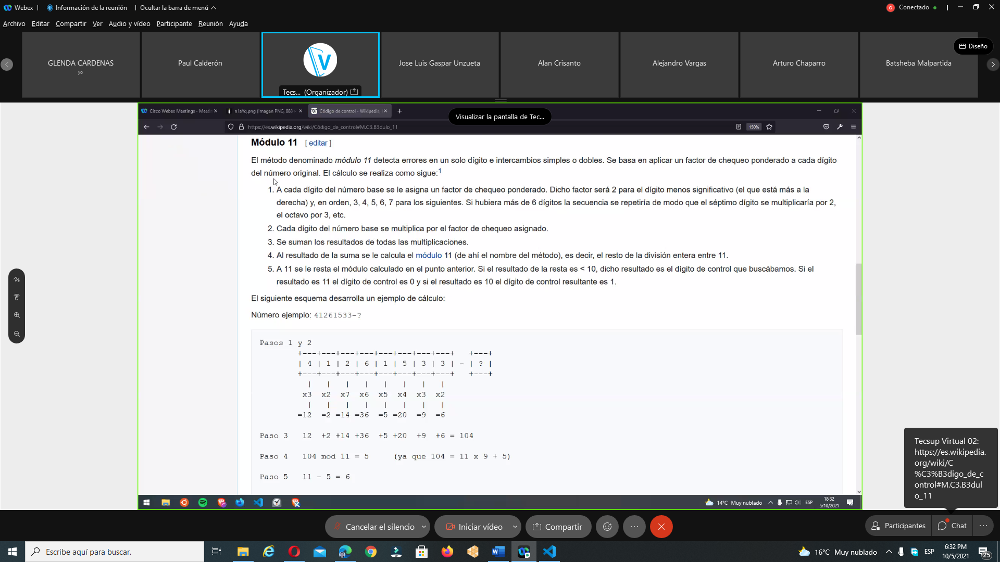 Webex | Información de la reunión | Ocultar la barra de menú
Conectado
Archivo Editar Compartir Ver Audio y vídeo Participante Reunión Ayuda
GLENDA CARDENAS
yo
Paul Calderón
V
Tecs... (Organizador)
Jose Luis Gaspar Unzueta
Alan Crisanto
Alejandro Vargas
Arturo Chaparro
Batsheba Malpartida
Diseño
Cisco Webex Meetings - Meeti
n1aYq.png (Imagen PNG, 888
Código de control - Wikipedia,
Visualizar la pantalla de Tec...
https://es.wikipedia.org/wiki/Código_de_control#M.C3.B3dulo_11
150%
Módulo 11 [ editar ]
El método denominado módulo 11 detecta errores en un solo dígito e intercambios simples o dobles. Se basa en aplicar un factor de chequeo ponderado a cada dígito
del número original. El cálculo se realiza como sigue:1
1. A cada dígito del número base se le asigna un factor de chequeo ponderado. Dicho factor será 2 para el dígito menos significativo (el que está más a la
derecha) y, en orden, 3, 4, 5, 6, 7 para los siguientes. Si hubiera más de 6 dígitos la secuencia se repetiría de modo que el séptimo dígito se multiplicaría por 2,
el octavo por 3, etc.
2. Cada dígito del número base se multiplica por el factor de chequeo asignado.
3. Se suman los resultados de todas las multiplicaciones.
4. Al resultado de la suma se le calcula el módulo 11 (de ahí el nombre del método), es decir, el resto de la división entera entre 11.
5. A 11 se le resta el módulo calculado en el punto anterior. Si el resultado de la resta es < 10, dicho resultado es el dígito de control que buscábamos. Si el
resultado es 11 el dígito de control es 0 y si el resultado es 10 el dígito de control resultante es 1.
El siguiente esquema desarrolla un ejemplo de cálculo:
Número ejemplo: 41261533-?
Pasos 1 y 2
+---+---+---+---+---+---+---+---+   +---+
| 4 | 1 | 2 | 6 | 1 | 5 | 3 | 3 | - | ? |
+---+---+---+---+---+---+---+---+   +---+
| | | | | | | |
x3 x2 x7 x6 x5 x4 x3 x2
| | | | | | | |
=12 =2 =14 =36 =5 =20 =9 =6
Paso 3 12 +2 +14 +36 +5 +20 +9 +6 = 104
Paso 4 104 mod 11 = 5 (ya que 104 = 11 x 9 + 5)
Paso 5 11 - 5 = 6
14°C Muy nublado ESP
18:32
5/10/2021
Tecsup Virtual 02:
https://es.wikipedia.
org/wiki/C
%C3%B3digo_de_c
ontrol#M.C3.B3dul
o_11
Cancelar el silencio
Iniciar vídeo
Compartir
Participantes
Chat
Escribe aquí para buscar.
16°C Muy nublado ESP
6:32 PM
10/5/2021
25